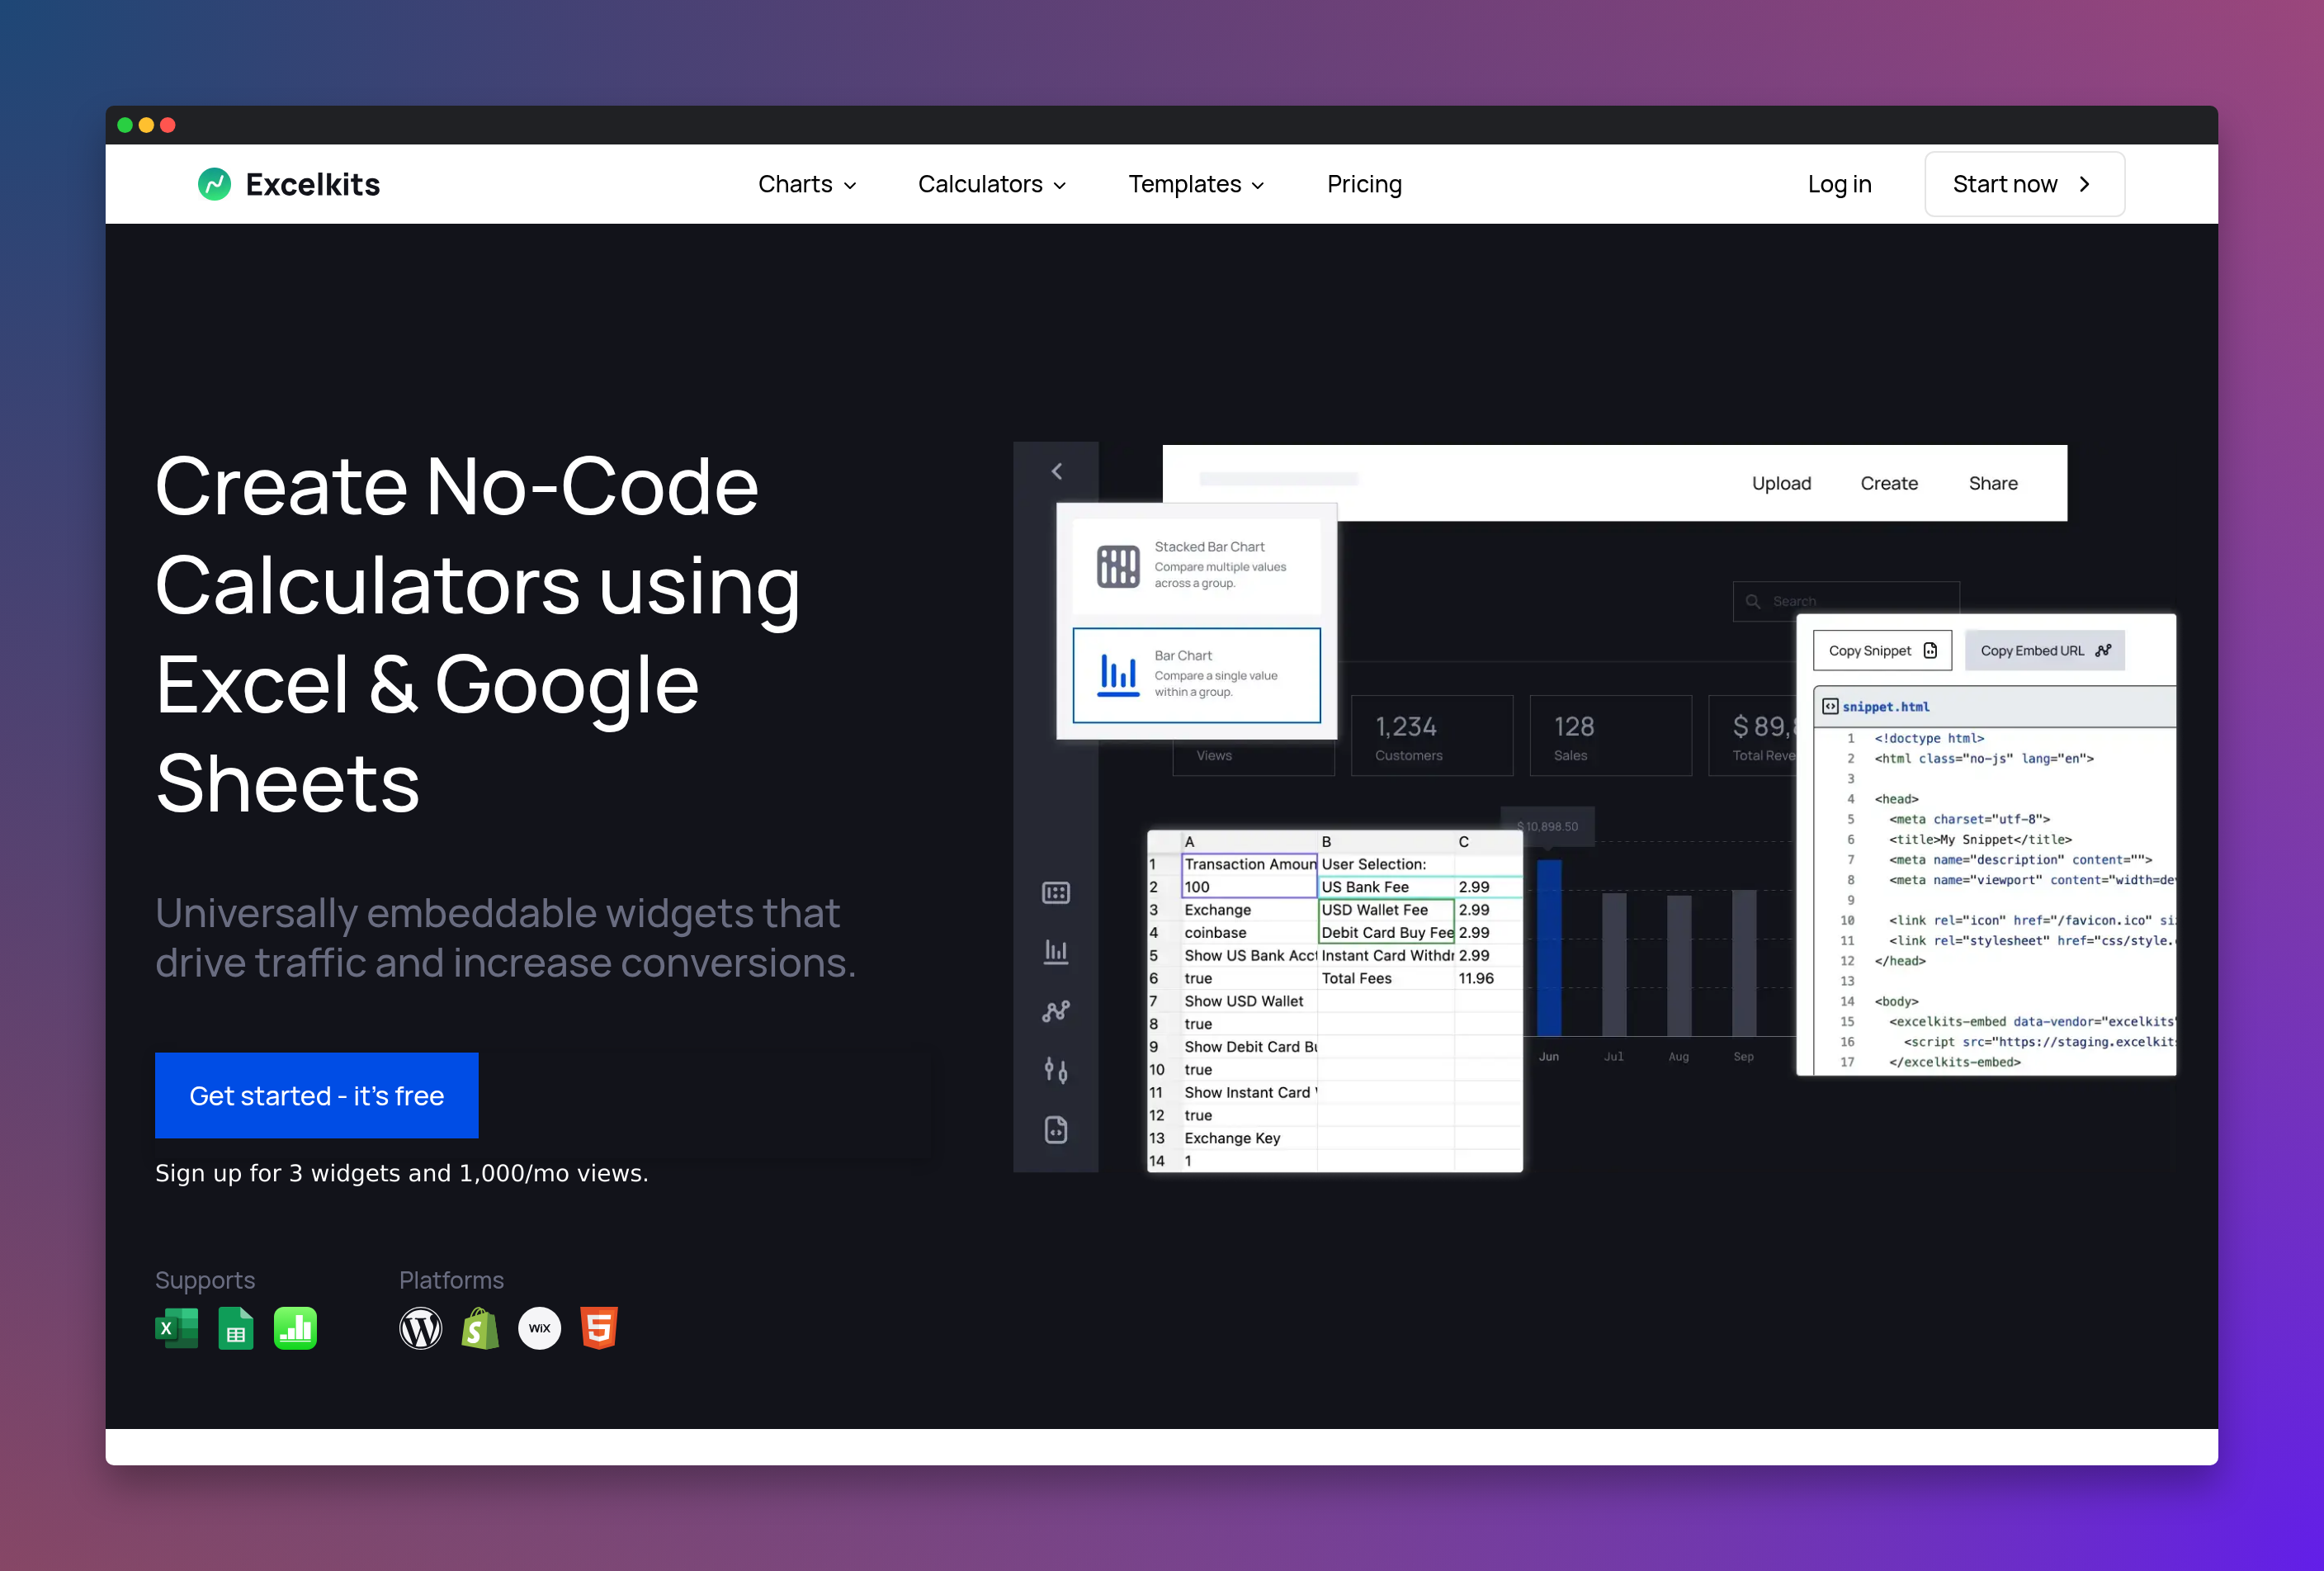 Excelkits
Charts
Calculators
Templates
Pricing
Log in
Start now
Create No-Code
Calculators using
Excel & Google
Sheets
Universally embeddable widgets that
drive traffic and increase conversions.
Get started - it's free
Sign up for 3 widgets and 1,000/mo views.
Supports
Platforms
X
S
WiX
5
Upload
Create
Share
Stacked Bar Chart
Compare multiple values
across a group.
Bar Chart
Compare a single value
within a group.
Search
Views
1,234
Customers
128
Sales
$ 89,
Total Reve
$ 10,898.50
Jun
Jul
Aug
Sep
A B C
1 Transaction Amoun User Selection:
2 100 US Bank Fee 2.99
3 Exchange USD Wallet Fee 2.99
4 coinbase Debit Card Buy Fee 2.99
5 Show US Bank Acc Instant Card Withdr 2.99
6 true Total Fees 11.96
7 Show USD Wallet
8 true
9 Show Debit Card Bu
10 true
11 Show Instant Card
12 true
13 Exchange Key
14 1
Copy Snippet
Copy Embed URL
snippet.html
1 <!doctype html>
2 <html class="no-js" lang="en">
3
4 <head>
5 <meta charset="utf-8">
6 <title>My Snippet</title>
7 <meta name="description" content="">
8 <meta name="viewport" content="width=de
9
10 <link rel="icon" href="/favicon.ico" si
11 <link rel="stylesheet" href="css/style.
12 </head>
13
14 <body>
15 <excelkits-embed data-vendor="excelkits"
16 <script src="https://staging.excelkit
17 </excelkits-embed>